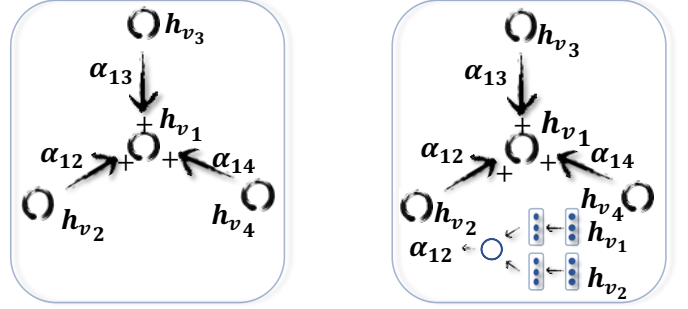 h_{v_3}
α_{13}
+ h_{v_1}
α_{12} + + α_{14}
h_{v_2} h_{v_4}
h_{v_3}
α_{13}
+ h_{v_1}
α_{12} + + α_{14}
h_{v_2} h_{v_4}
α_{12} h_{v_1}
h_{v_2}